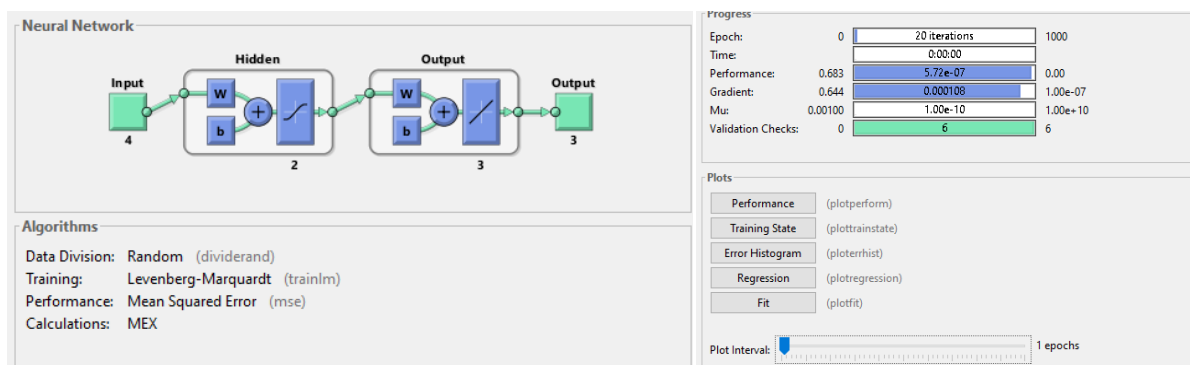 Neural Network
Hidden
Output
Input
Output
W
W
b
b
4
2
3
3
Algorithms
Data Division: Random (dividerand)
Training: Levenberg-Marquardt (trainlm)
Performance: Mean Squared Error (mse)
Calculations: MEX
Progress
Epoch: 0 20 iterations 1000
Time: 0:00:00
Performance: 0.683 5.72e-07 0.00
Gradient: 0.644 0.000108 1.00e-07
Mu: 0.00100 1.00e-10 1.00e+10
Validation Checks: 0 6 6
Plots
Performance (plotperform)
Training State (plottrainstate)
Error Histogram (ploterrhist)
Regression (plotregression)
Fit (plotfit)
Plot Interval: 1 epochs